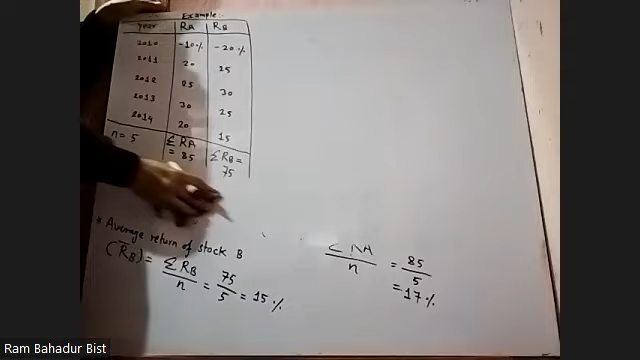 Example:
year RA RB
2010 -10% -20%
2011 20 25
2012 85 30
2013 30 25
2014 20 15
n = 5 ΣRA = 85 ΣRB = 75
* Average return of stock B
(R̅B) = ΣRB/n = 75/5 = 15%
ΣRA/n = 85/5
= 17%
Ram Bahadur Bist